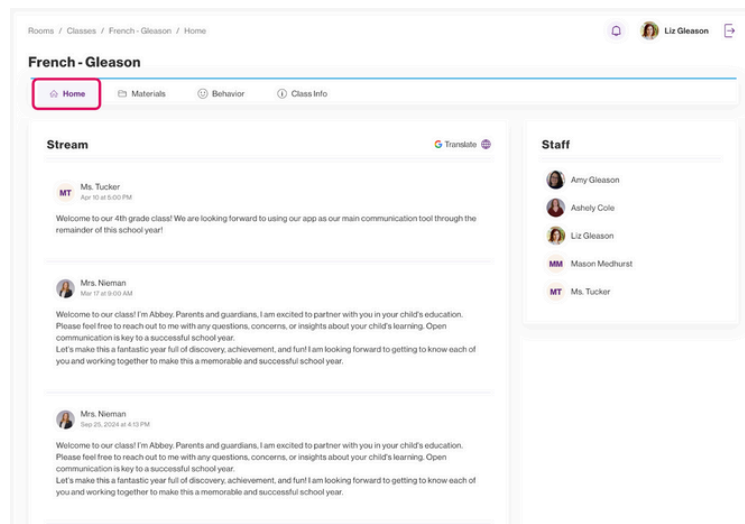 Rooms / Classes / French - Gleason / Home
Liz Gleason
French - Gleason
Home
Materials
Behavior
Class Info
Stream
G Translate
MT
Ms. Tucker
Apr 10 at 5:00 PM
Welcome to our 4th grade class! We are looking forward to using our app as our main communication tool through the
remainder of this school year!
Mrs. Nieman
Mar 17 at 9:00 AM
Welcome to our class! I'm Abbey. Parents and guardians, I am excited to partner with you in your child's education.
Please feel free to reach out to me with any questions, concerns, or insights about your child's learning. Open
communication is key to a successful school year.
Let's make this a fantastic year full of discovery, achievement, and fun! I am looking forward to getting to know each of
you and working together to make this a memorable and successful school year.
Mrs. Nieman
Sep 25, 2024 at 4:13 PM
Welcome to our class! I'm Abbey. Parents and guardians, I am excited to partner with you in your child's education.
Please feel free to reach out to me with any questions, concerns, or insights about your child's learning. Open
communication is key to a successful school year.
Let's make this a fantastic year full of discovery, achievement, and fun! I am looking forward to getting to know each of
you and working together to make this a memorable and successful school year.
Staff
Amy Gleason
Ashely Cole
Liz Gleason
MM Mason Medhurst
MT Ms. Tucker